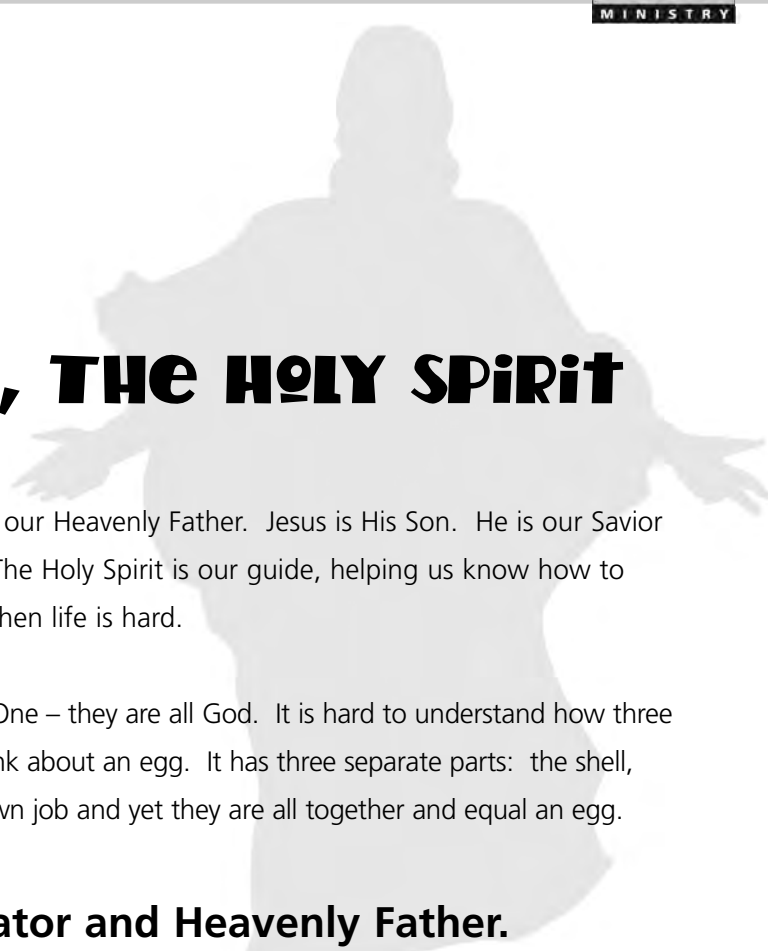 MINISTRY
, THE HOLY SPIRIT
our Heavenly Father. Jesus is His Son. He is our Savior
The Holy Spirit is our guide, helping us know how to
hen life is hard.
One – they are all God. It is hard to understand how three
nk about an egg. It has three separate parts: the shell,
wn job and yet they are all together and equal an egg.
ator and Heavenly Father.